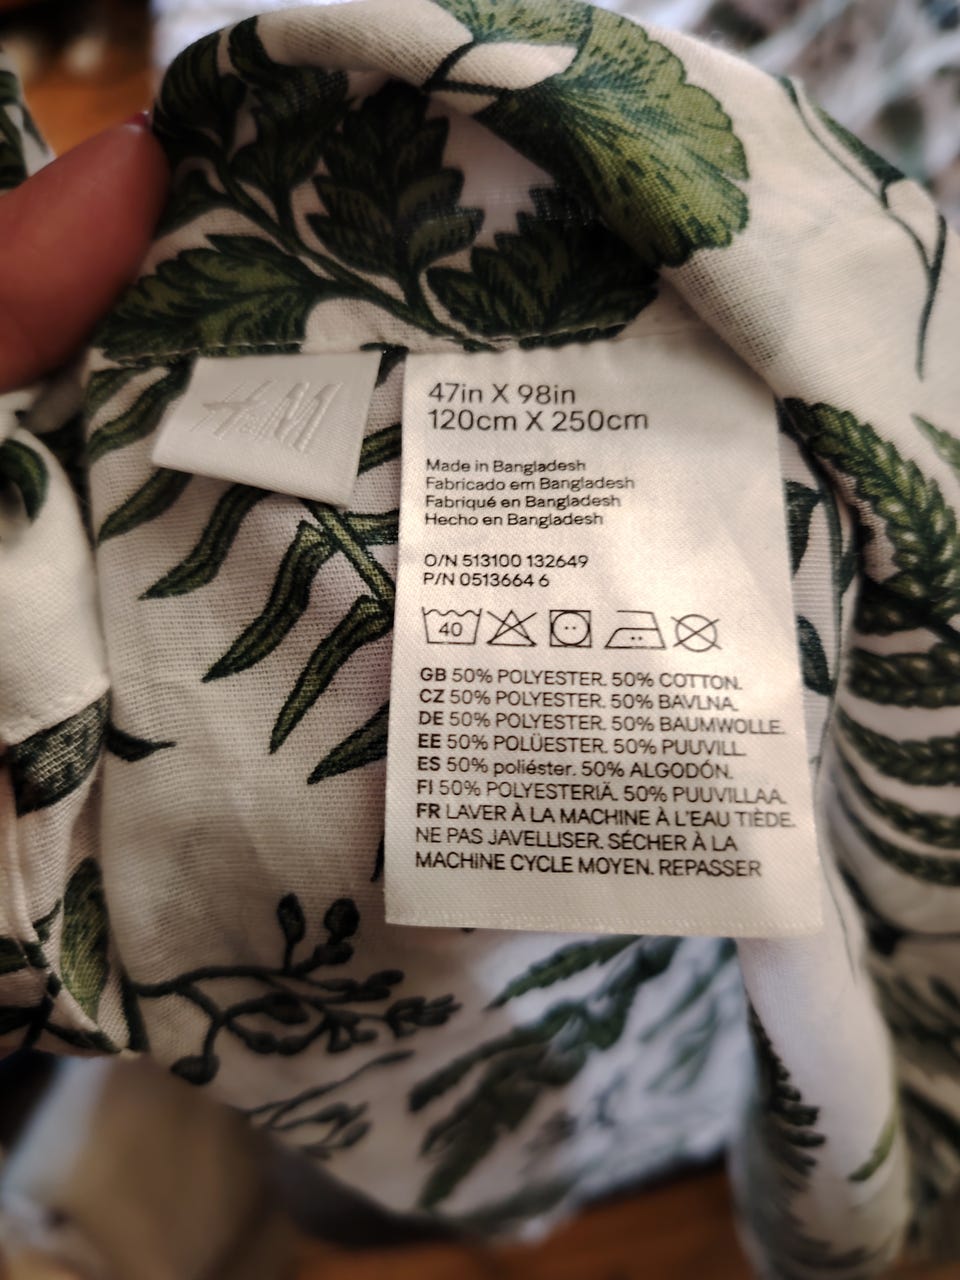 H&M
47in X 98in
120cm X 250cm
Made in Bangladesh
Fabricado em Bangladesh
Fabriqué en Bangladesh
Hecho en Bangladesh
O/N 513100 132649
P/N 0513664 6
40
GB 50% POLYESTER. 50% COTTON.
CZ 50% POLYESTER. 50% BAVLNA.
DE 50% POLYESTER. 50% BAUMWOLLE.
EE 50% POLÜESTER. 50% PUUVILL.
ES 50% poliéster. 50% ALGODÓN.
FI 50% POLYESTERIÄ. 50% PUUVILLAA.
FR LAVER À LA MACHINE À L'EAU TIÈDE.
NE PAS JAVELLISER. SÉCHER À LA
MACHINE CYCLE MOYEN. REPASSER